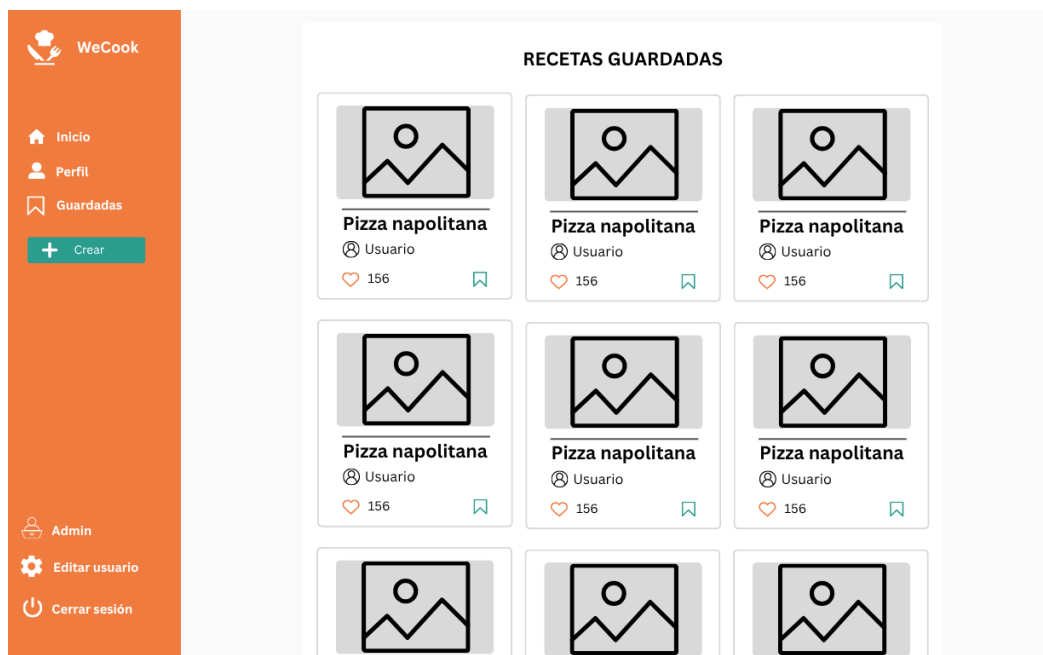 WeCook
Inicio
Perfil
Guardadas
Crear
Admin
Editar usuario
Cerrar sesión
RECETAS GUARDADAS
Pizza napolitana
Usuario
156
Pizza napolitana
Usuario
156
Pizza napolitana
Usuario
156
Pizza napolitana
Usuario
156
Pizza napolitana
Usuario
156
Pizza napolitana
Usuario
156